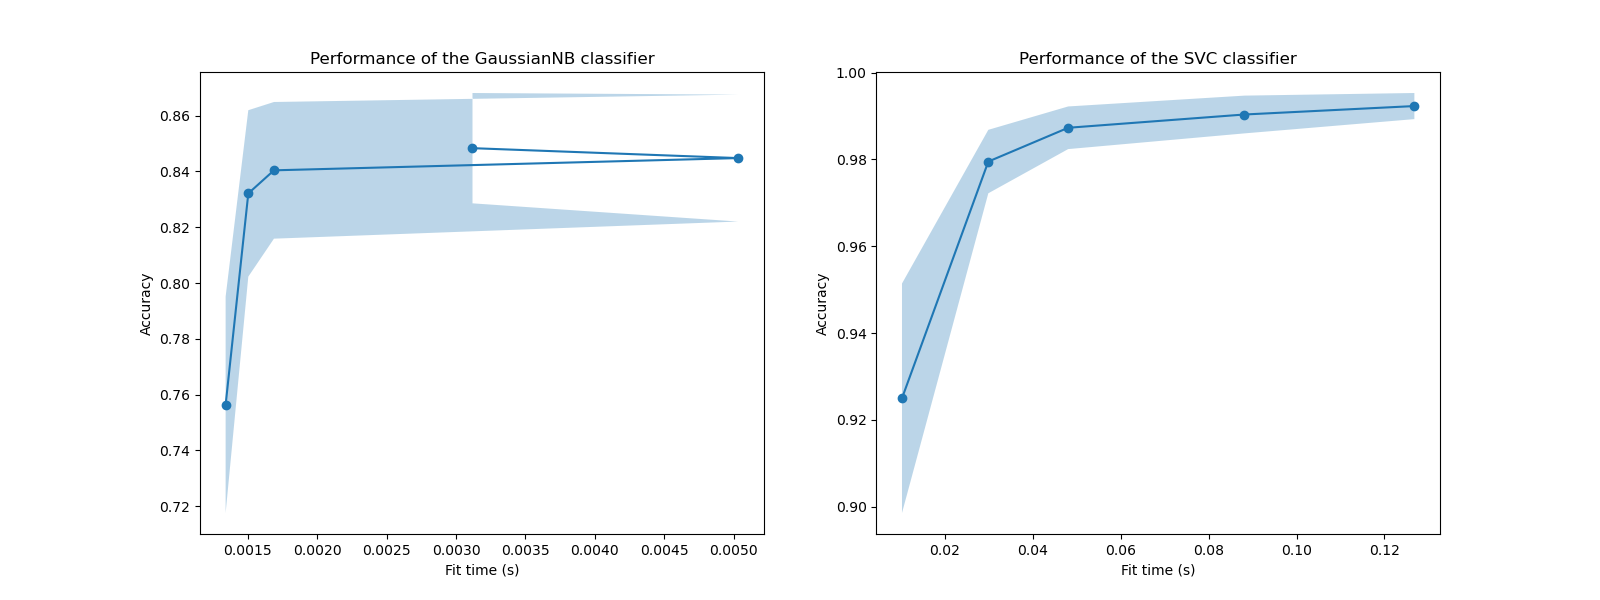 Performance of the GaussianNB classifier
0.86
0.84
0.82
0.80
0.78
0.76
0.74
0.72
Accuracy
0.0015 0.0020 0.0025 0.0030 0.0035 0.0040 0.0045 0.0050
Fit time (s)
Performance of the SVC classifier
1.00
0.98
0.96
0.94
0.92
0.90
Accuracy
0.02 0.04 0.06 0.08 0.10 0.12
Fit time (s)